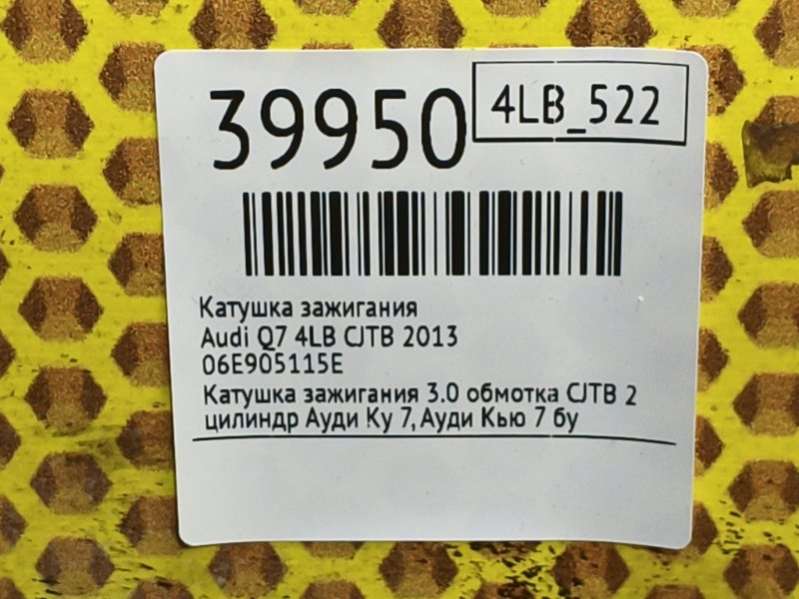 39950
4LB_522
Катушка зажигания
Audi Q7 4LB CJTB 2013
06E905115E
Катушка зажигания 3.0 обмотка CJTB 2
цилиндр Ауди Ку 7, Ауди Кью 7 бу